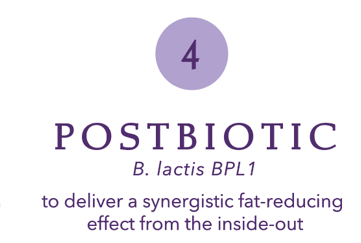 4
POSTBIOTIC
B. lactis BPL1
to deliver a synergistic fat-reducing
effect from the inside-out